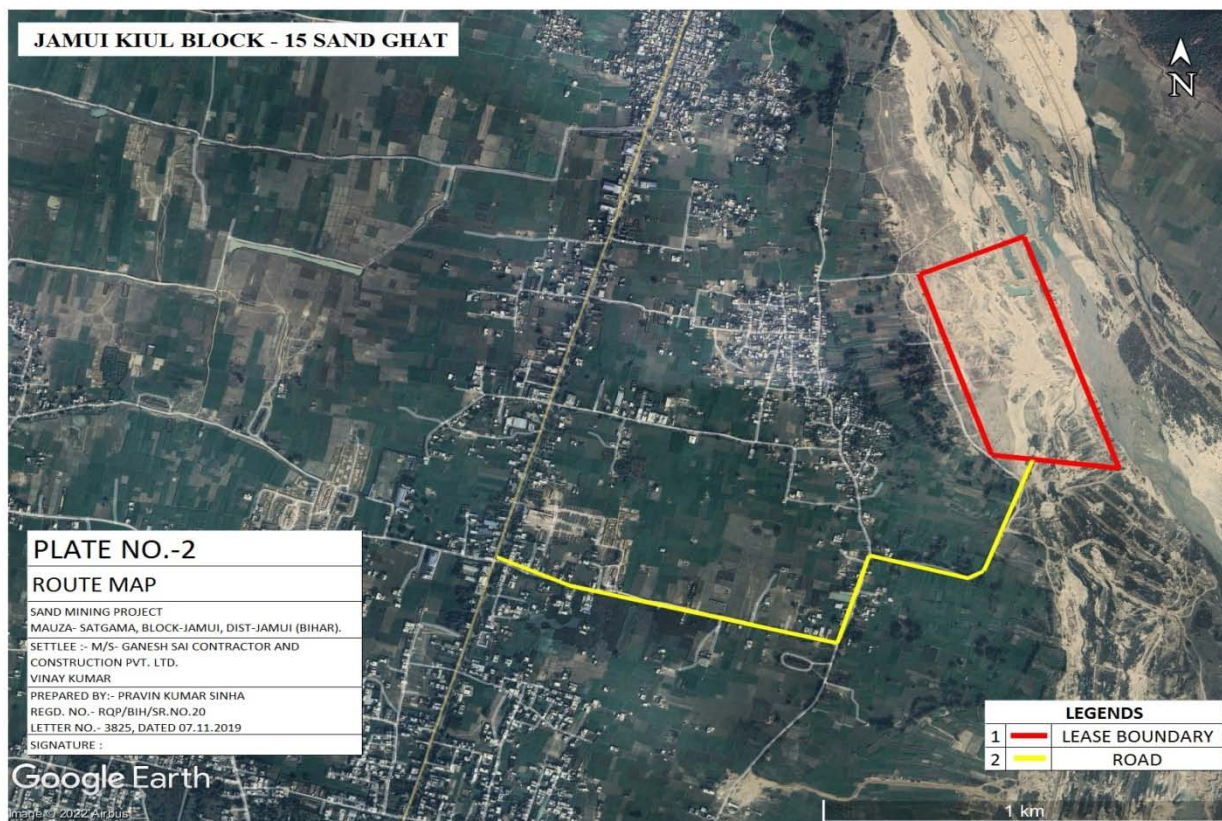 JAMUI KIUL BLOCK - 15 SAND GHAT
N
PLATE NO.-2
ROUTE MAP
SAND MINING PROJECT
MAUZA- SATGAMA, BLOCK-JAMUI, DIST-JAMUI (BIHAR).
SETTLEE :- M/S- GANESH SAI CONTRACTOR AND
CONSTRUCTION PVT. LTD.
VINAY KUMAR
PREPARED BY:- PRAVIN KUMAR SINHA
REGD. NO.- RQP/BIH/SR.NO.20
LETTER NO.- 3825, DATED 07.11.2019
SIGNATURE :
LEGENDS
1 LEASE BOUNDARY
2 ROAD
Google Earth
Image © 2022 Airbus
1 km